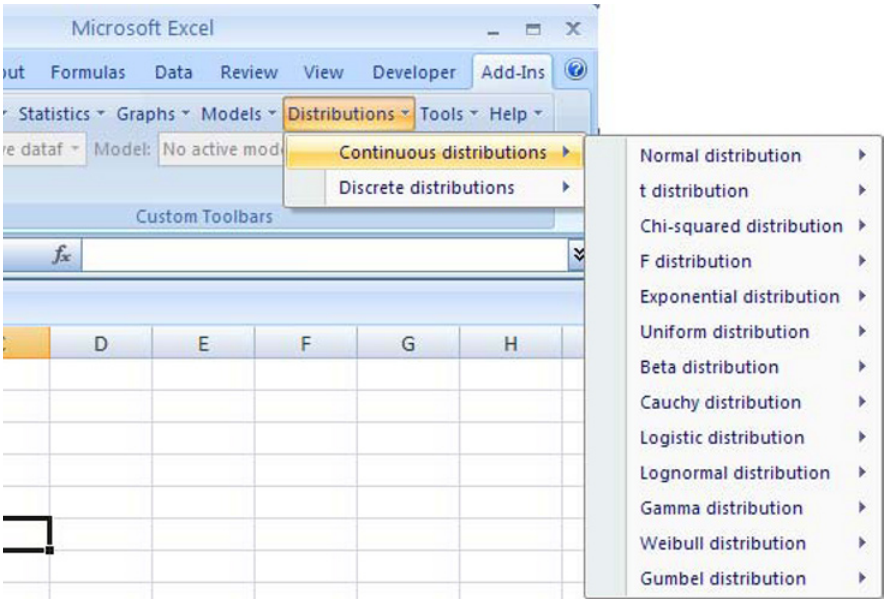 Microsoft Excel
out Formulas Data Review View Developer Add-Ins
Statistics Graphs Models Distributions Tools Help
ve dataf Model: No active mod
Continuous distributions
Discrete distributions
Custom Toolbars
fx
D E F G H
Normal distribution
t distribution
Chi-squared distribution
F distribution
Exponential distribution
Uniform distribution
Beta distribution
Cauchy distribution
Logistic distribution
Lognormal distribution
Gamma distribution
Weibull distribution
Gumbel distribution